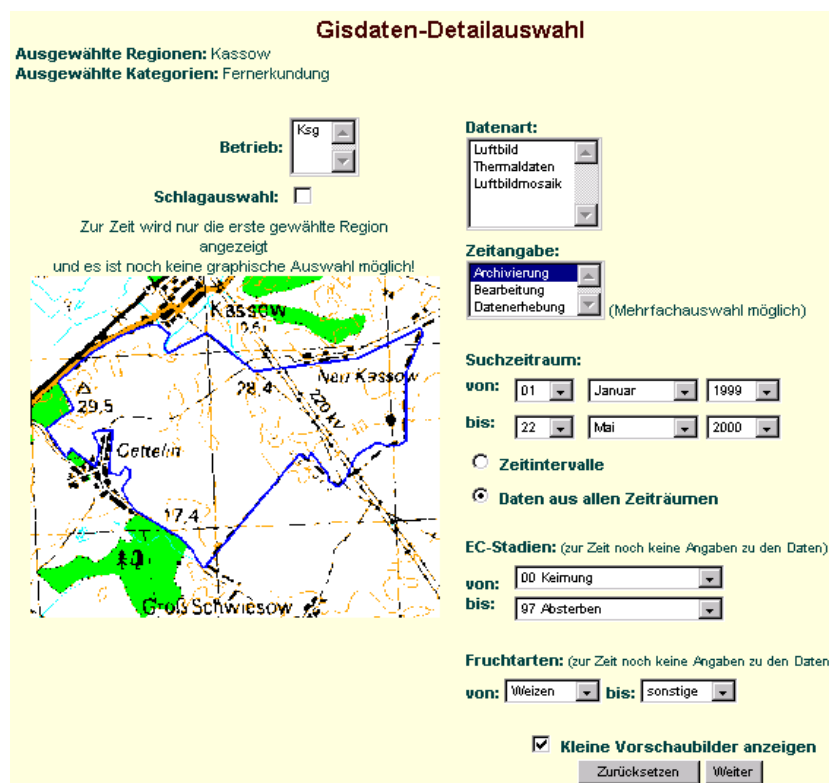 Gisdaten-Detailauswahl
Ausgewählte Regionen: Kassow
Ausgewählte Kategorien: Fernerkundung
Betrieb:
Ksg
Schlagauswahl:
Zur Zeit wird nur die erste gewählte Region
angezeigt
und es ist noch keine graphische Auswahl möglich!
Kassow
Neu Kassow
28,4
220 kV
29,5
Gettelin
17,4
Groß Schwiesow
Datenart:
Luftbild
Thermaldaten
Luftbildmosaik
Zeitangabe:
Archivierung
Bearbeitung
Datenerhebung
(Mehrfachauswahl möglich)
Suchzeitraum:
von: 01 Januar 1999
bis: 22 Mai 2000
Zeitintervalle
Daten aus allen Zeiträumen
EC-Stadien: (zur Zeit noch keine Angaben zu den Daten)
von: 00 Keimung
bis: 97 Absterben
Fruchtarten: (zur Zeit noch keine Angaben zu den Daten
von: Weizen bis: sonstige
Kleine Vorschaubilder anzeigen
Zurücksetzen Weiter